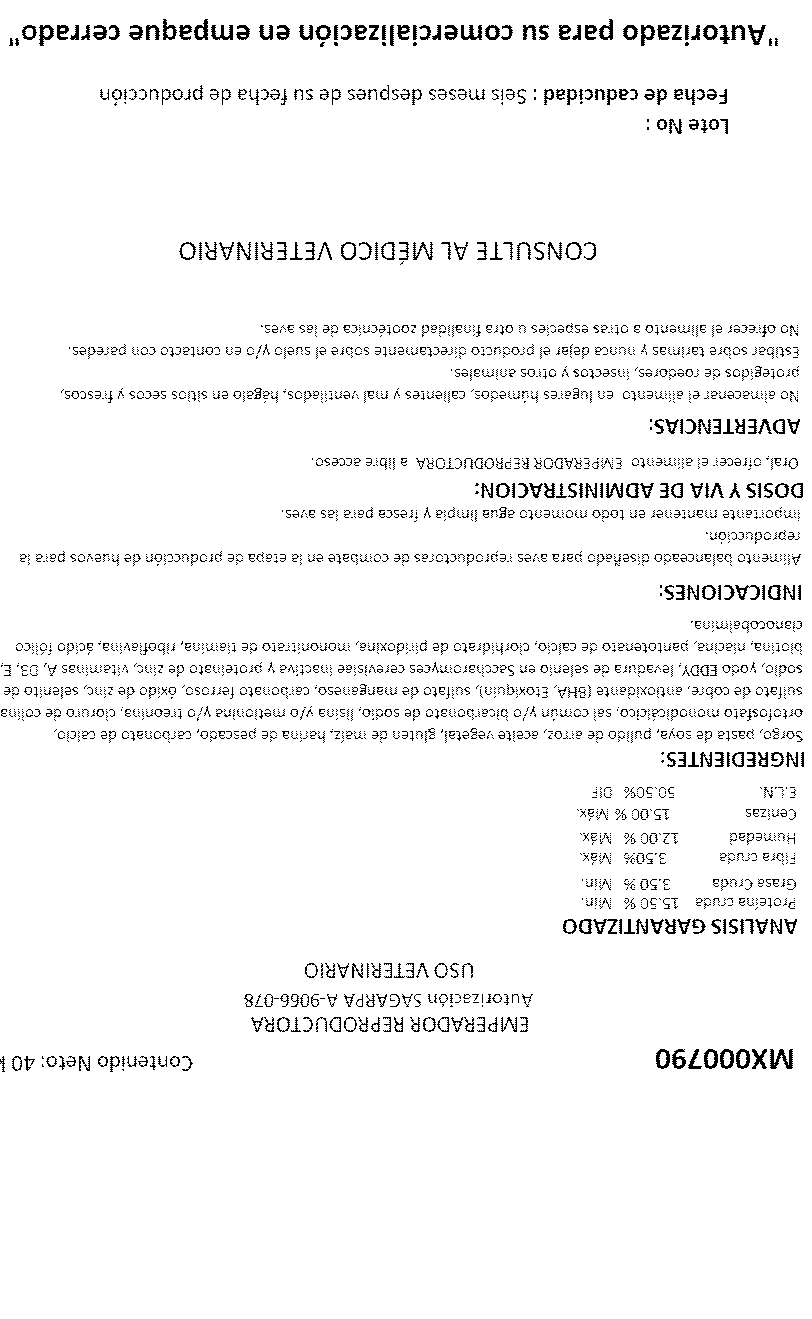 MX000790 Contenido Neto: 40 k
EMPERADOR REPRODUCTORA
Autorización SAGARPA A-9066-078
USO VETERINARIO
ANALISIS GARANTIZADO
Proteína cruda 15.50 % Min.
Grasa Cruda 3.50 % Min.
Fibra cruda 3.50% Máx.
Humedad 12.00 % Máx.
Cenizas 15.00 % Máx.
E.L.N. 50.50% DIF
INGREDIENTES:
Sorgo, pasta de soya, pulido de arroz, aceite vegetal, gluten de maíz, harina de pescado, carbonato de calcio,
ortofosfato monodicálcico, sal común y/o bicarbonato de sodio, lisina y/o metionina y/o treonina, cloruro de colina
sulfato de cobre, antioxidante (BHA, Etoxiquin), sulfato de manganeso, carbonato ferroso, óxido de zinc, selenito de
sodio, yodo EDDY, levadura de selenio en Saccharomyces cerevisiae inactiva y proteinato de zinc, vitaminas A, D3, E,
biotina, niacina, pantotenato de calcio, clorhidrato de piridoxina, mononitrato de tiamina, riboflavina, ácido fólico
cianocobalmina.
INDICACIONES:
Alimento balanceado diseñado para aves reproductoras de combate en la etapa de producción de huevos para la
reproducción.
Importante mantener en todo momento agua limpia y fresca para las aves.
DOSIS Y VIA DE ADMINISTRACION:
Oral, ofrecer el alimento EMPERADOR REPRODUCTORA a libre acceso.
ADVERTENCIAS:
No almacenar el alimento en lugares húmedos, calientes y mal ventilados, hágalo en sitios secos y frescos,
protegidos de roedores, insectos y otros animales.
Estibar sobre tarimas y nunca dejar el producto directamente sobre el suelo y/o en contacto con paredes.
No ofrecer el alimento a otras especies u otra finalidad zootécnica de las aves.
CONSULTE AL MÉDICO VETERINARIO
Lote No :
Fecha de caducidad : Seis meses despues de su fecha de producción
"Autorizado para su comercialización en empaque cerrado"